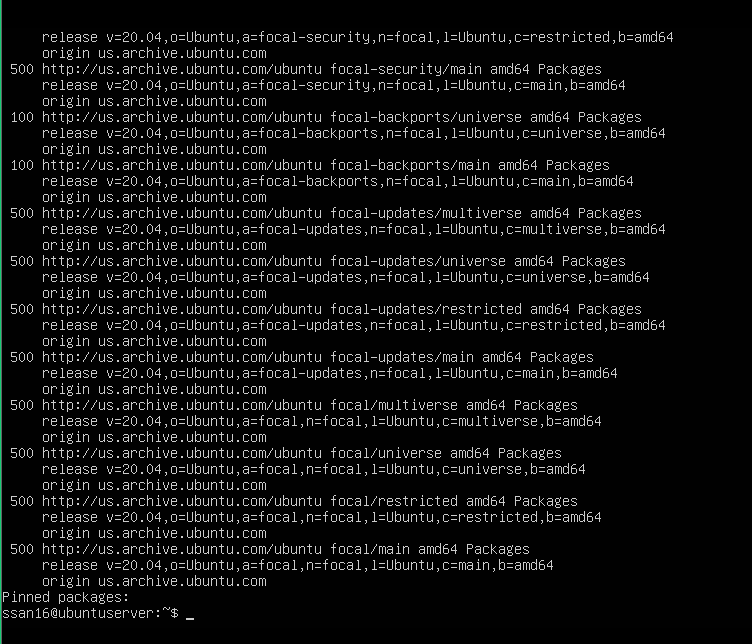 release v=20.04,o=Ubuntu,a=focal-security,n=focal,l=Ubuntu,c=restricted,b=amd64
origin us.archive.ubuntu.com
500 http://us.archive.ubuntu.com/ubuntu focal-security/main amd64 Packages
release v=20.04,o=Ubuntu,a=focal-security,n=focal,l=Ubuntu,c=main,b=amd64
origin us.archive.ubuntu.com
100 http://us.archive.ubuntu.com/ubuntu focal-backports/universe amd64 Packages
release v=20.04,o=Ubuntu,a=focal-backports,n=focal,l=Ubuntu,c=universe,b=amd64
origin us.archive.ubuntu.com
100 http://us.archive.ubuntu.com/ubuntu focal-backports/main amd64 Packages
release v=20.04,o=Ubuntu,a=focal-backports,n=focal,l=Ubuntu,c=main,b=amd64
origin us.archive.ubuntu.com
500 http://us.archive.ubuntu.com/ubuntu focal-updates/multiverse amd64 Packages
release v=20.04,o=Ubuntu,a=focal-updates,n=focal,l=Ubuntu,c=multiverse,b=amd64
origin us.archive.ubuntu.com
500 http://us.archive.ubuntu.com/ubuntu focal-updates/universe amd64 Packages
release v=20.04,o=Ubuntu,a=focal-updates,n=focal,l=Ubuntu,c=universe,b=amd64
origin us.archive.ubuntu.com
500 http://us.archive.ubuntu.com/ubuntu focal-updates/restricted amd64 Packages
release v=20.04,o=Ubuntu,a=focal-updates,n=focal,l=Ubuntu,c=restricted,b=amd64
origin us.archive.ubuntu.com
500 http://us.archive.ubuntu.com/ubuntu focal-updates/main amd64 Packages
release v=20.04,o=Ubuntu,a=focal-updates,n=focal,l=Ubuntu,c=main,b=amd64
origin us.archive.ubuntu.com
500 http://us.archive.ubuntu.com/ubuntu focal/multiverse amd64 Packages
release v=20.04,o=Ubuntu,a=focal,n=focal,l=Ubuntu,c=multiverse,b=amd64
origin us.archive.ubuntu.com
500 http://us.archive.ubuntu.com/ubuntu focal/universe amd64 Packages
release v=20.04,o=Ubuntu,a=focal,n=focal,l=Ubuntu,c=universe,b=amd64
origin us.archive.ubuntu.com
500 http://us.archive.ubuntu.com/ubuntu focal/restricted amd64 Packages
release v=20.04,o=Ubuntu,a=focal,n=focal,l=Ubuntu,c=restricted,b=amd64
origin us.archive.ubuntu.com
500 http://us.archive.ubuntu.com/ubuntu focal/main amd64 Packages
release v=20.04,o=Ubuntu,a=focal,n=focal,l=Ubuntu,c=main,b=amd64
origin us.archive.ubuntu.com
Pinned packages:
ssan16@ubuntuserver:~$ _